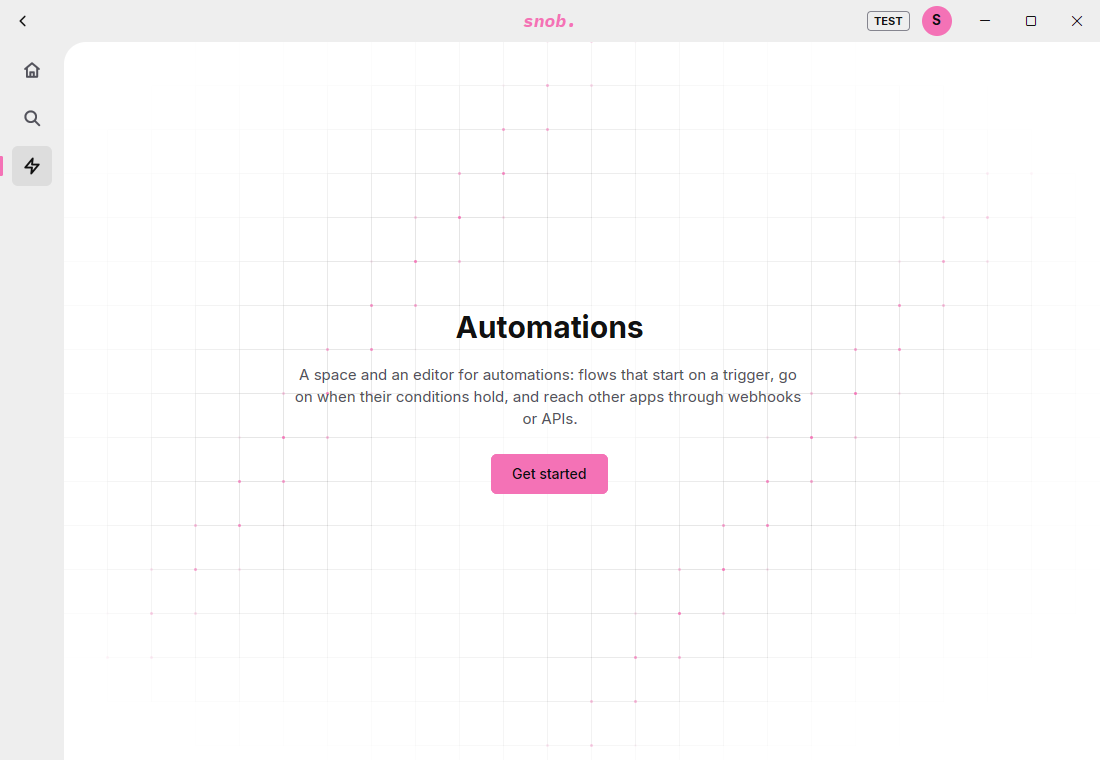 snob.
TEST
S
Automations
A space and an editor for automations: flows that start on a trigger, go
on when their conditions hold, and reach other apps through webhooks
or APIs.
Get started